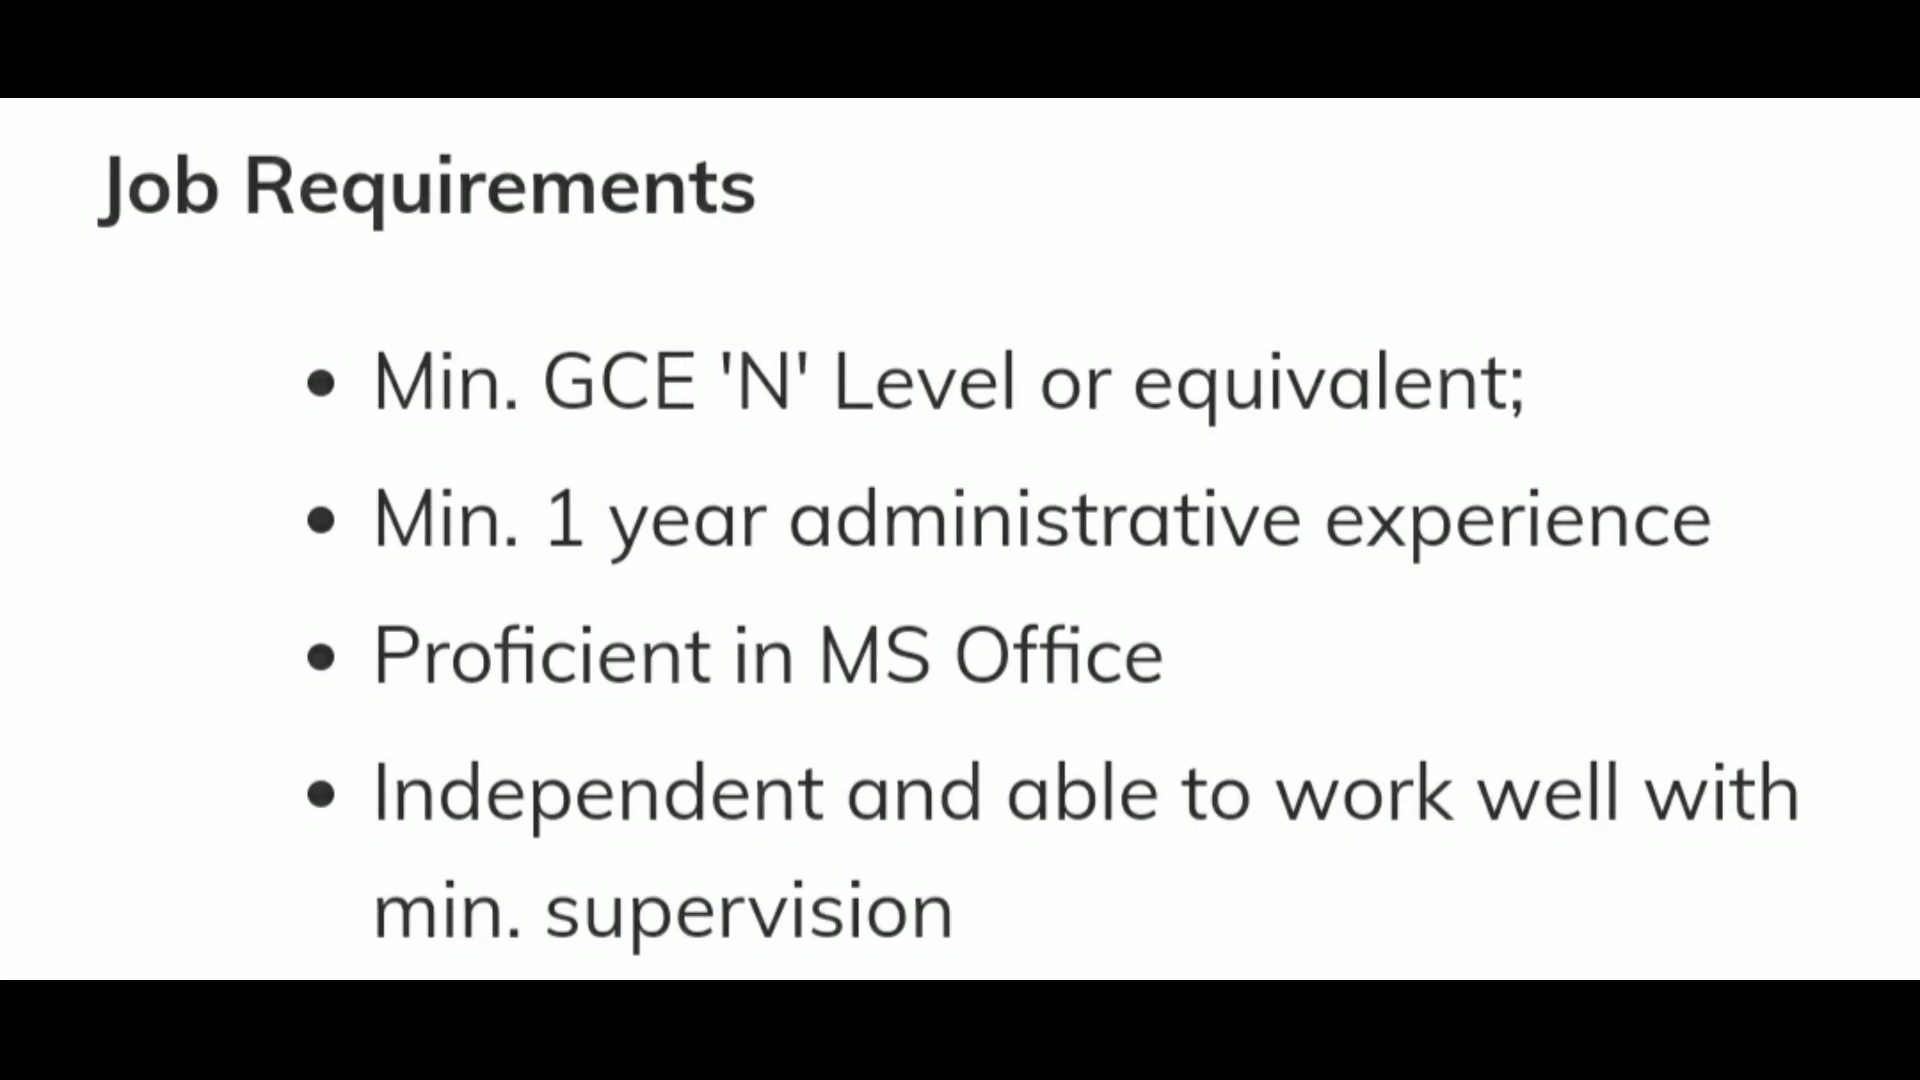 Job Requirements
• Min. GCE 'N' Level or equivalent;
• Min. 1 year administrative experience
• Proficient in MS Office
• Independent and able to work well with
min. supervision